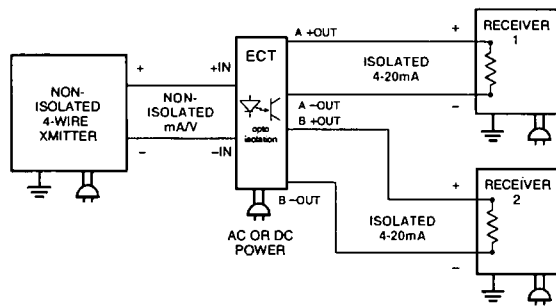 NON-
ISOLATED
4-WIRE
XMITTER
+
-
NON-
ISOLATED
mA/V
+IN
-IN
ECT
opto
isolation
AC OR DC
POWER
A +OUT
ISOLATED
4-20mA
A -OUT
B +OUT
B -OUT
ISOLATED
4-20mA
+
-
RECEIVER
1
+
-
RECEIVER
2